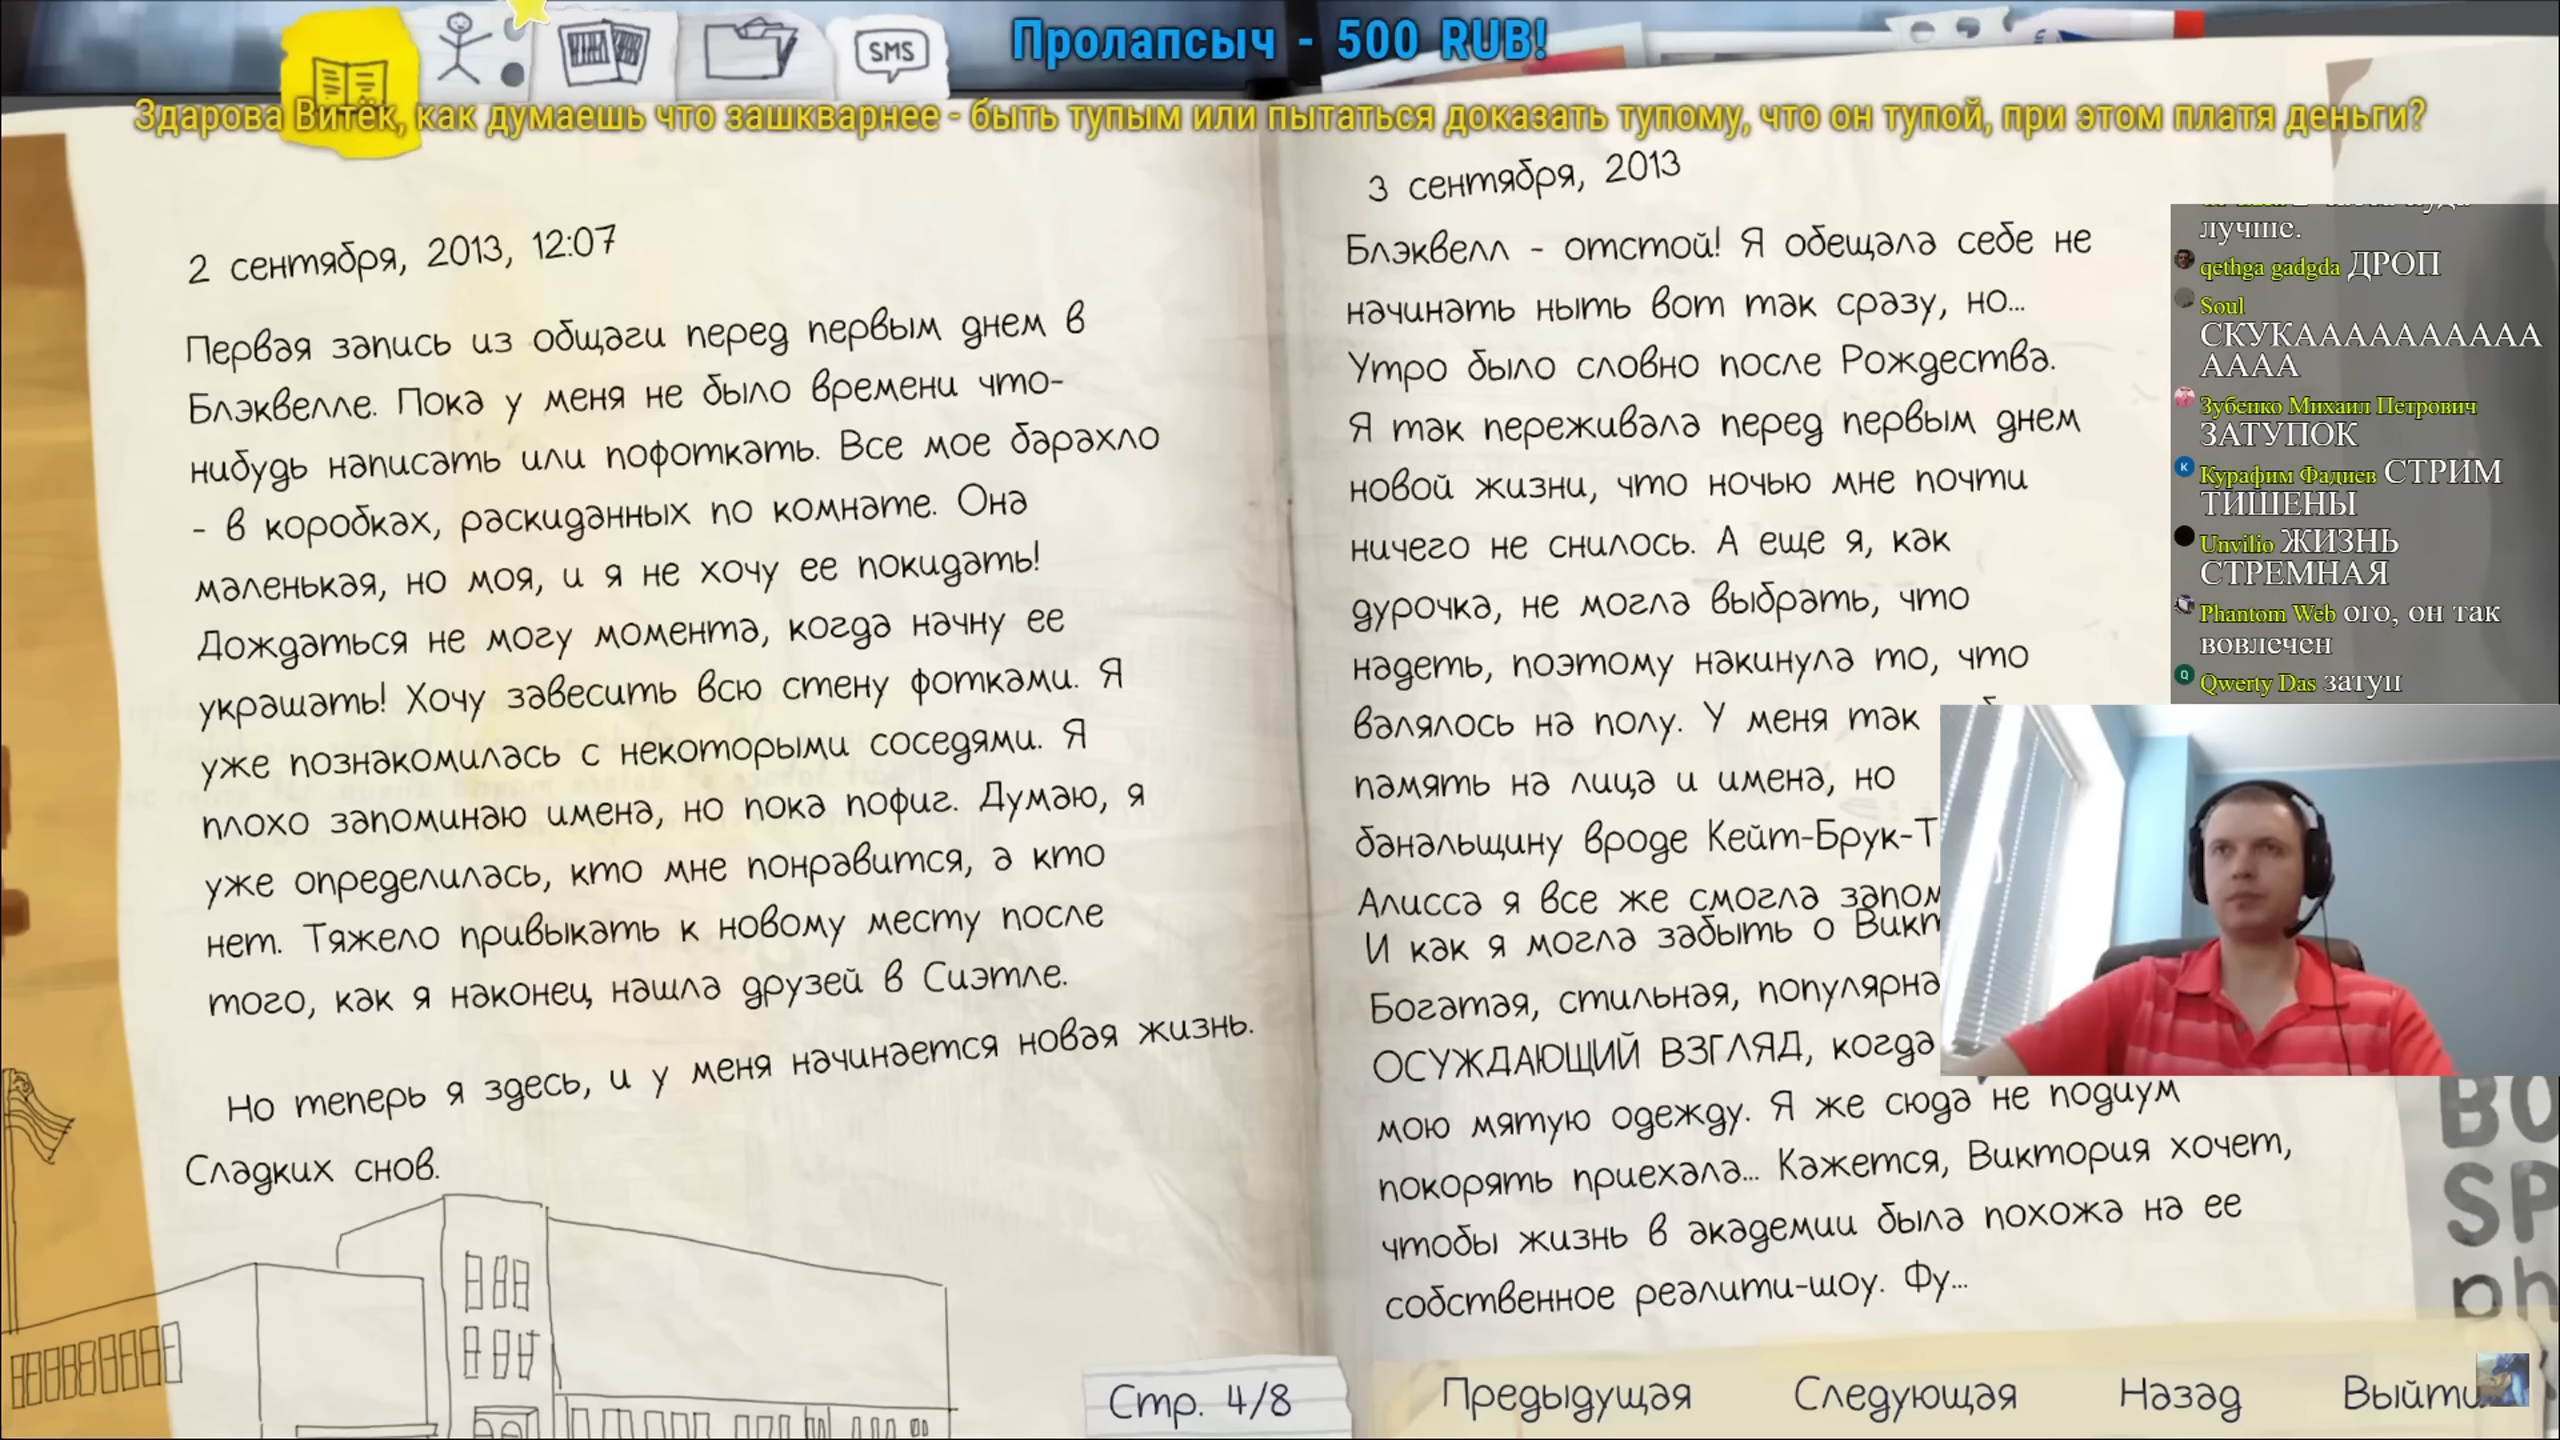 SMS
Пролапсыч - 500 RUB!
Здарова Витёк, как думаешь что зашкварнее - быть тупым или пытаться доказать тупому, что он тупой, при этом платя деньги?
2 сентября, 2013, 12:07
Первая запись из общаги перед первым днем в
Блэквелле. Пока у меня не было времени что-
нибудь написать или пофоткать. Все мое барахло
- в коробках, раскиданных по комнате. Она
маленькая, но моя, и я не хочу ее покидать!
Дождаться не могу момента, когда начну ее
украшать! Хочу завесить всю стену фотками. Я
уже познакомилась с некоторыми соседями. Я
плохо запоминаю имена, но пока пофиг. Думаю, я
уже определилась, кто мне понравится, а кто
нет. Тяжело привыкать к новому месту после
того, как я наконец нашла друзей в Сиэтле.
Но теперь я здесь, и у меня начинается новая жизнь.
Сладких снов.
3 сентября, 2013
Блэквелл - отстой! Я обещала себе не
начинать ныть вот так сразу, но...
Утро было словно после Рождества.
Я так переживала перед первым днем
новой жизни, что ночью мне почти
ничего не снилось. А еще я, как
дурочка, не могла выбрать, что
надеть, поэтому накинула то, что
валялось на полу. У меня так
память на лица и имена, но
банальщину вроде Кейт-Брук-Т
Алисса я все же смогла запом
И как я могла забыть о Викт
Богатая, стильная, популярна
ОСУЖДАЮЩИЙ ВЗГЛЯД, когда
мою мятую одежду. Я же сюда не подиум
покорять приехала... Кажется, Виктория хочет,
чтобы жизнь в академии была похожа на ее
собственное реалити-шоу. Фу...
лучше.
qethga gadgda ДРОП
Soul
СКУКАААААААААА
АААА
Зубенко Михаил Петрович
ЗАТУПОК
К Курафим Фадиев СТРИМ
ТИШЕНЫ
Unvilio ЖИЗНЬ
СТРЕМНАЯ
Phantom Web ого, он так
вовлечен
Q Qwerty Das затуп
BO
SP
ph
Стр. 4/8
Предыдущая Следующая Назад Выйти